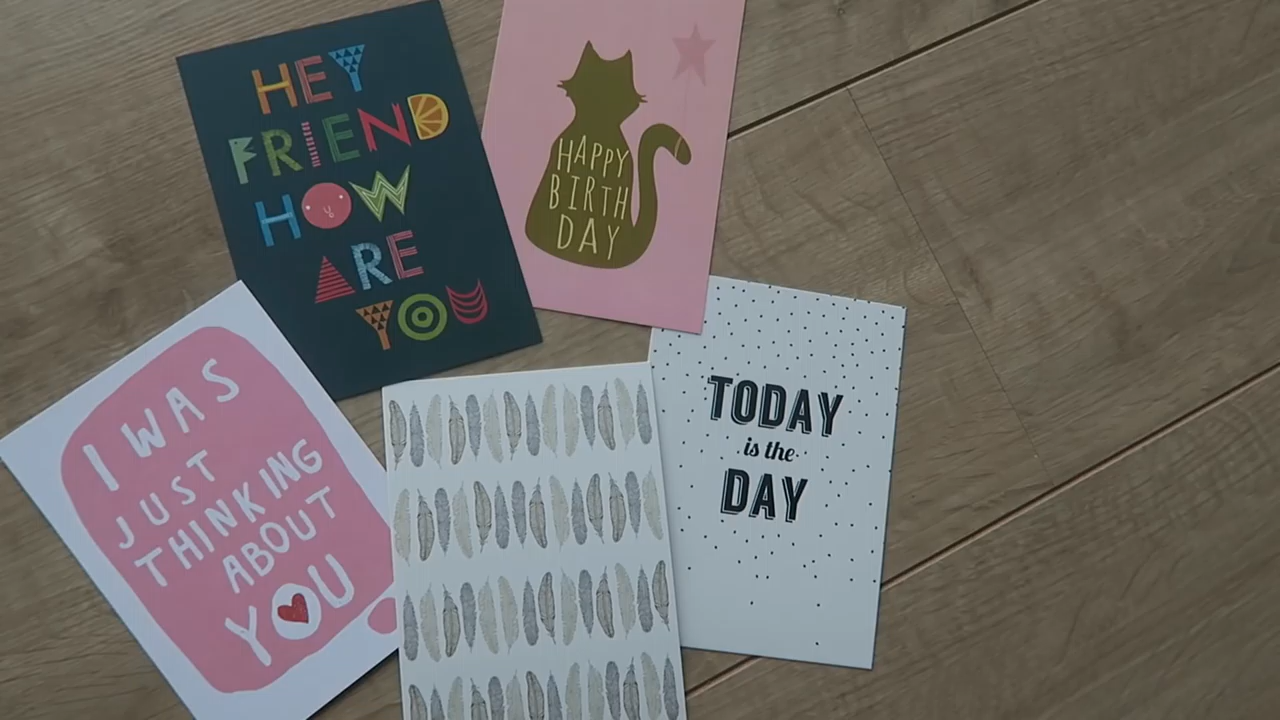 HEY
FRIEND
HOW
ARE
YOU
HAPPY
BIRTH
DAY
I WAS
JUST
THINKING
ABOUT
YOU
TODAY
is the
DAY